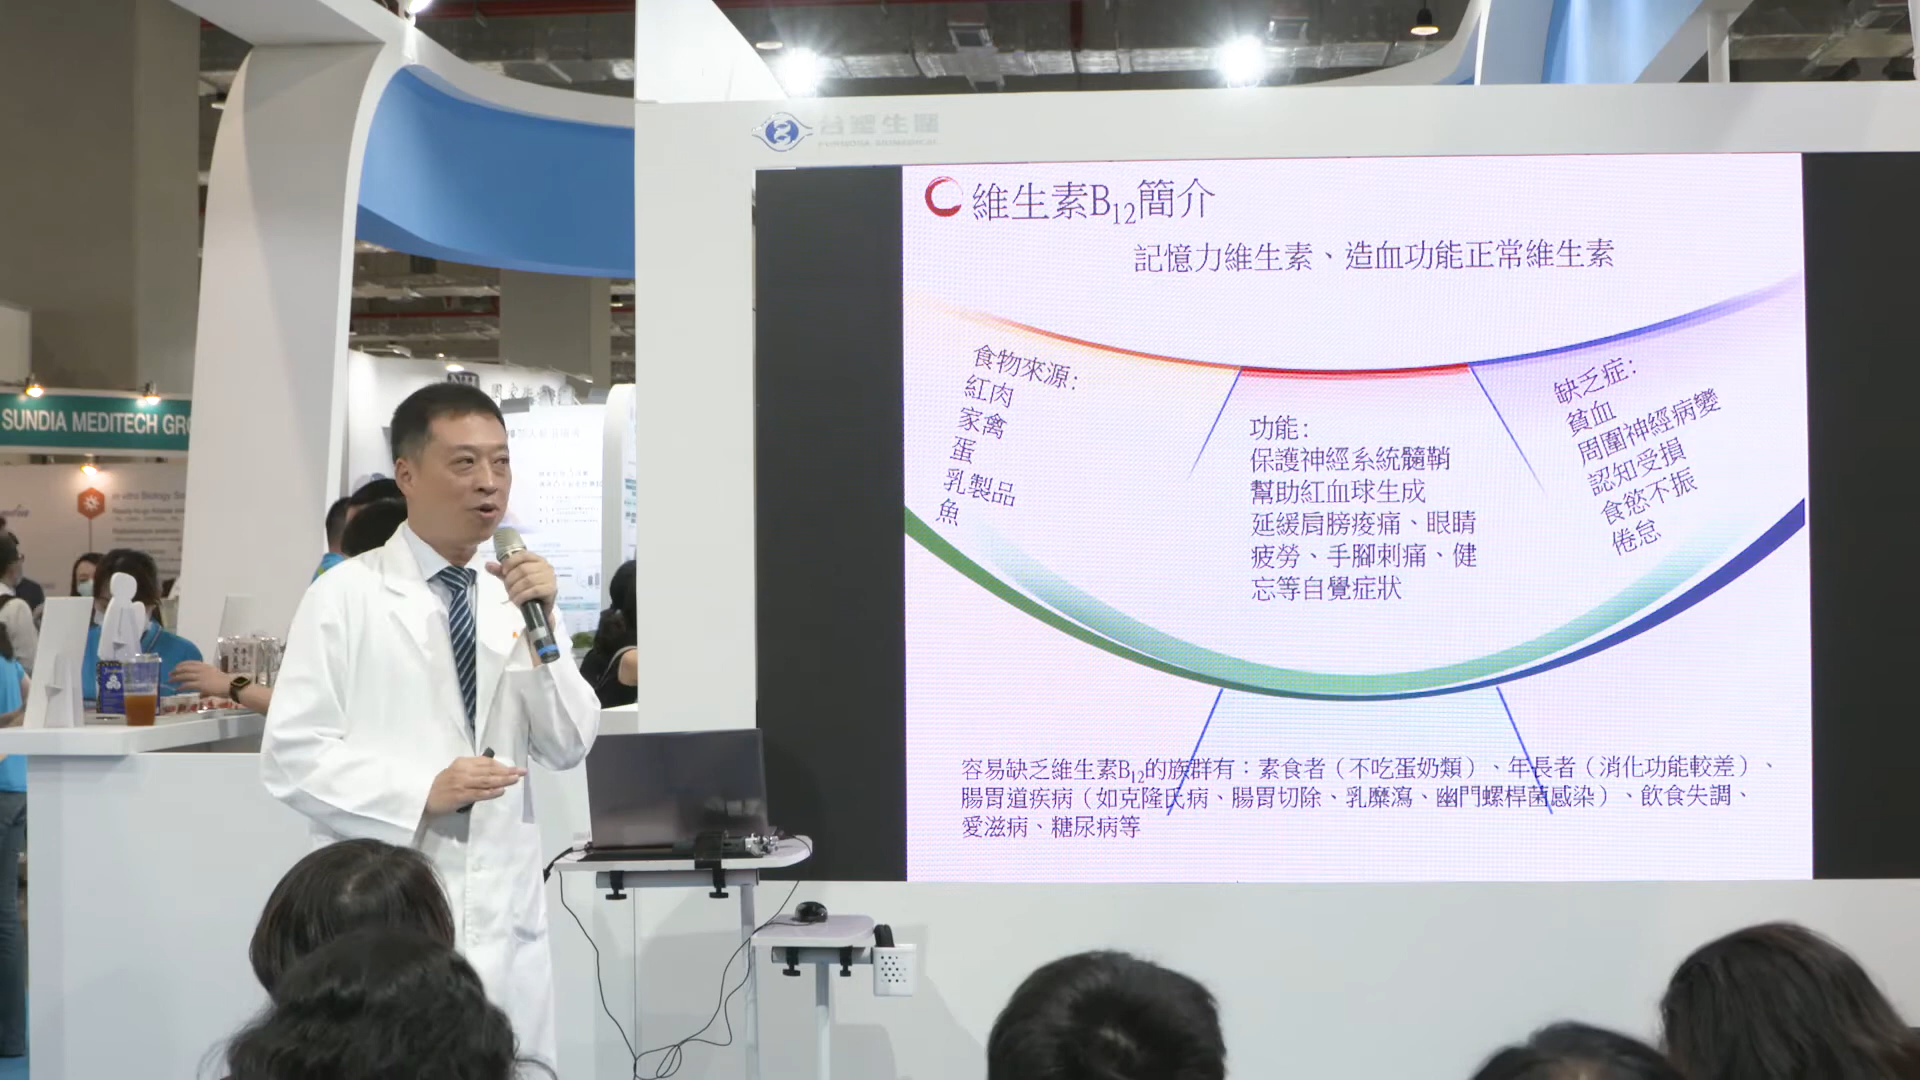 台塑生醫
FORMOSA BIOMEDICAL
維生素B12簡介
記憶力維生素、造血功能正常維生素
食物來源:
紅肉
家禽
蛋
乳製品
魚
功能:
保護神經系統髓鞘
幫助紅血球生成
延緩肩膀痠痛、眼睛
疲勞、手腳刺痛、健
忘等自覺症狀
缺乏症:
貧血
周圍神經病變
認知受損
食慾不振
倦怠
容易缺乏維生素B12的族群有：素食者（不吃蛋奶類）、年長者（消化功能較差）、
腸胃道疾病（如克隆氏病、腸胃切除、乳糜瀉、幽門螺桿菌感染）、飲食失調、
愛滋病、糖尿病等
SUNDIA MEDITECH GRO
in vitro Biology Se